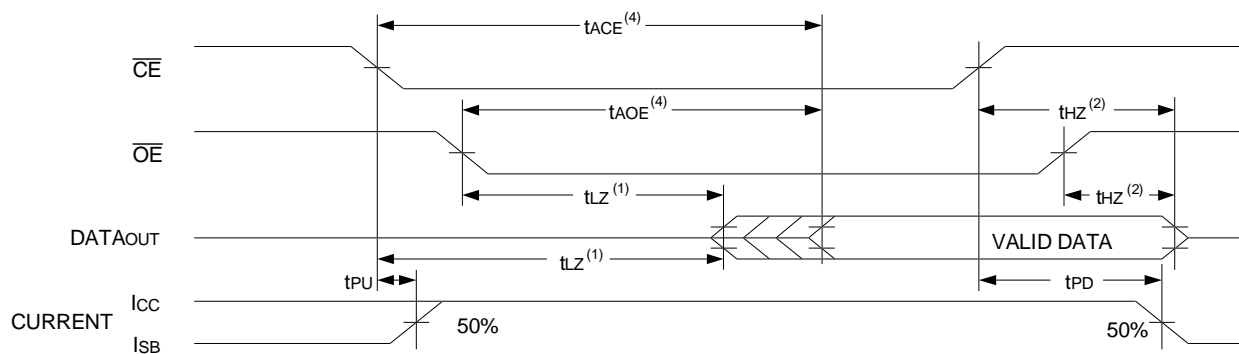 tACE(4)
CE
tAOE(4)
tHZ(2)
OE
tLZ(1)
tHZ(2)
DATAOUT
VALID DATA
tLZ(1)
tPU
tPD
ICC
CURRENT
50%
50%
ISB